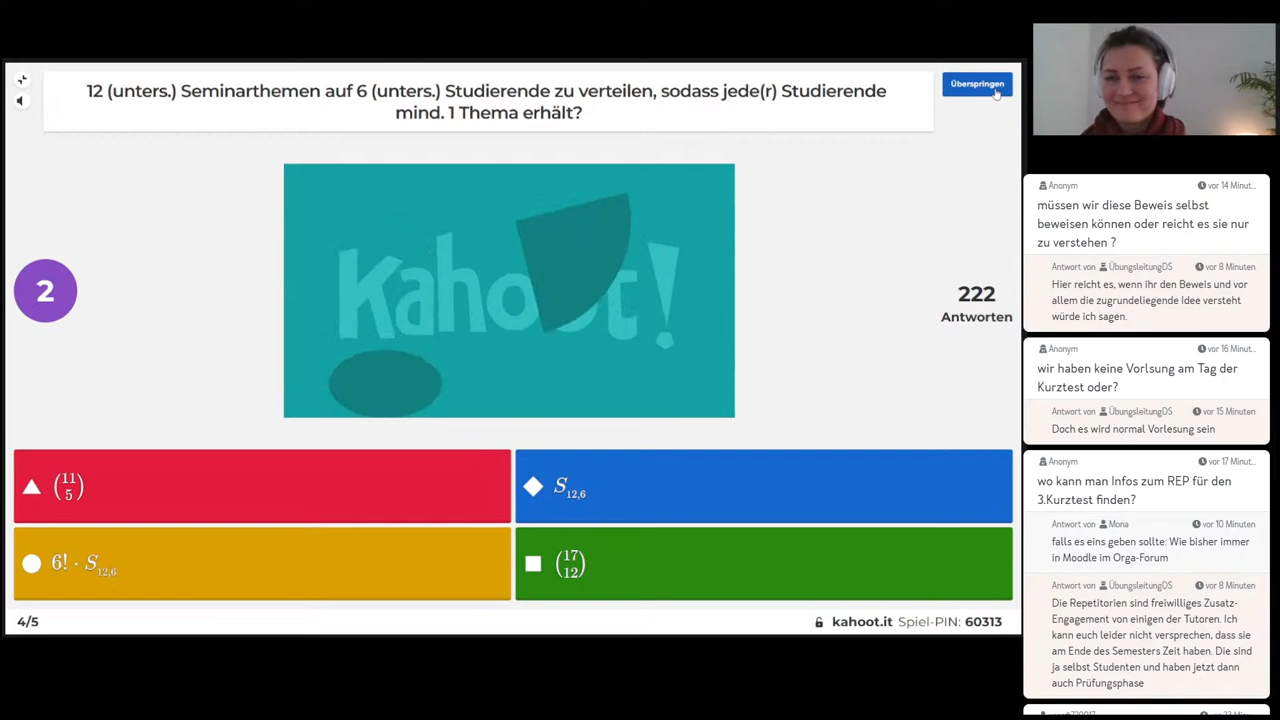 12 (unters.) Seminarthemen auf 6 (unters.) Studierende zu verteilen, sodass jede(r) Studierende
mind. 1 Thema erhält?
Überspringen
Kahoot!
2
222
Antworten
(11 5)
S_{12,6}
6! · S_{12,6}
(17 12)
4/5
kahoot.it Spiel-PIN: 60313
Anonym vor 14 Minut...
müssen wir diese Beweis selbst
beweisen können oder reicht es sie nur
zu verstehen ?
Antwort von ÜbungsleitungDS vor 8 Minuten
Hier reicht es, wenn ihr den Beweis und vor
allem die zugrundeliegende Idee versteht
würde ich sagen.
Anonym vor 16 Minut...
wir haben keine Vorlsung am Tag der
Kurztest oder?
Antwort von ÜbungsleitungDS vor 15 Minuten
Doch es wird normal Vorlesung sein
Anonym vor 17 Minut...
wo kann man Infos zum REP für den
3.Kurztest finden?
Antwort von Mona vor 10 Minuten
falls es eins geben sollte: Wie bisher immer
in Moodle im Orga-Forum
Antwort von ÜbungsleitungDS vor 8 Minuten
Die Repetitorien sind freiwilliges Zusatz-
Engagement von einigen der Tutoren. Ich
kann euch leider nicht versprechen, dass sie
am Ende des Semesters Zeit haben. Die sind
ja selbst Studenten und haben jetzt dann
auch Prüfungsphase